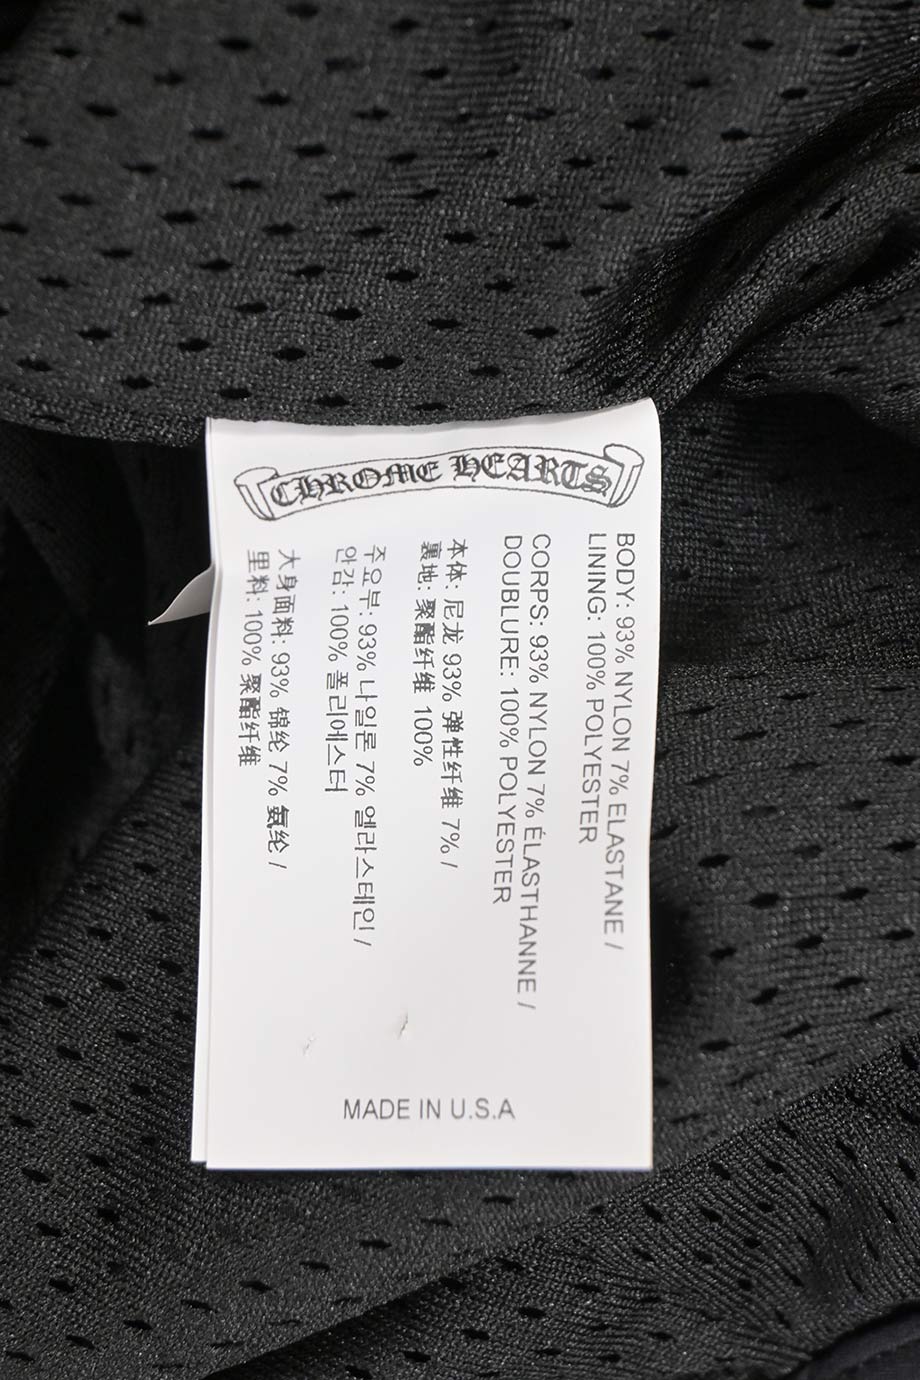 CHROME HEARTS
BODY: 93% NYLON 7% ELASTANE /
LINING: 100% POLYESTER
CORPS: 93% NYLON 7% ÉLASTHANNE /
DOUBLURE: 100% POLYESTER
本体: 尼龙 93% 弹性纤维 7% /
裏地: 聚酯纤维 100%
주요부: 93% 나일론 7% 엘라스테인 /
안감: 100% 폴리에스터
大身面料: 93% 锦纶 7% 氨纶 /
里料: 100% 聚酯纤维
MADE IN U.S.A